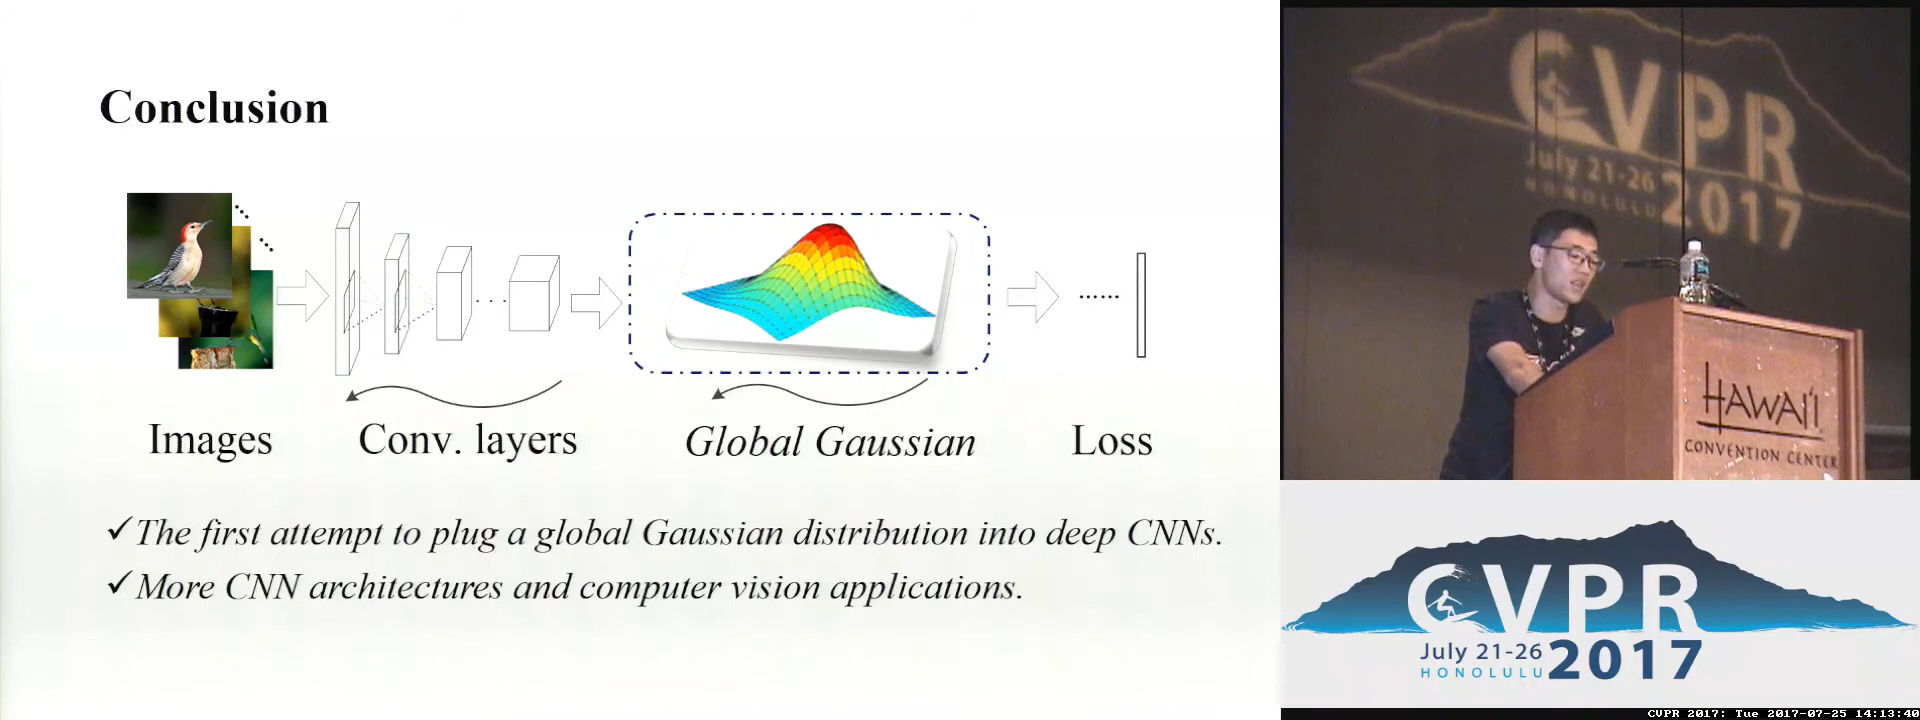 Conclusion
Images
Conv. layers
Global Gaussian
Loss
✓ The first attempt to plug a global Gaussian distribution into deep CNNs.
✓ More CNN architectures and computer vision applications.
CVPR
July 21-26
HONOLULU
2017
HAWAI'I
CONVENTION CENTER
CVPR
July 21-26
HONOLULU
2017
CVPR 2017: Tue 2017-07-25 14:13:40